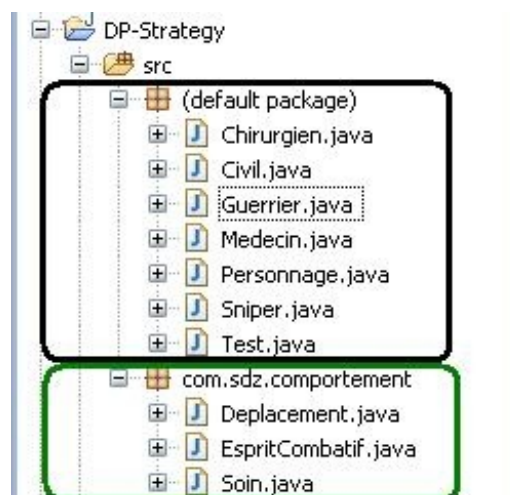 DP-Strategy
src
(default package)
Chirurgien.java
Civil.java
Guerrier.java
Medecin.java
Personnage.java
Sniper.java
Test.java
com.sdz.comportement
Deplacement.java
EspritCombatif.java
Soin.java